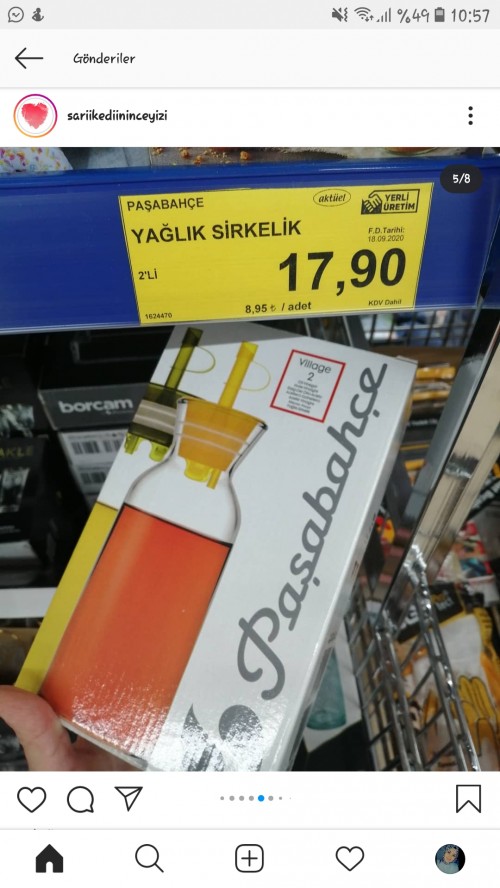 %49 10:57
Gönderiler
sariikediininceyizi
5/8
PAŞABAHÇE
aktüel
YERLİ
ÜRETİM
YAĞLIK SİRKELİK
F.D.Tarihi:
18.09.2020
2'Lİ
17,90
1624470
8,95 ₺ / adet
KDV Dahil
Village
2
borcam
Paşabahçe